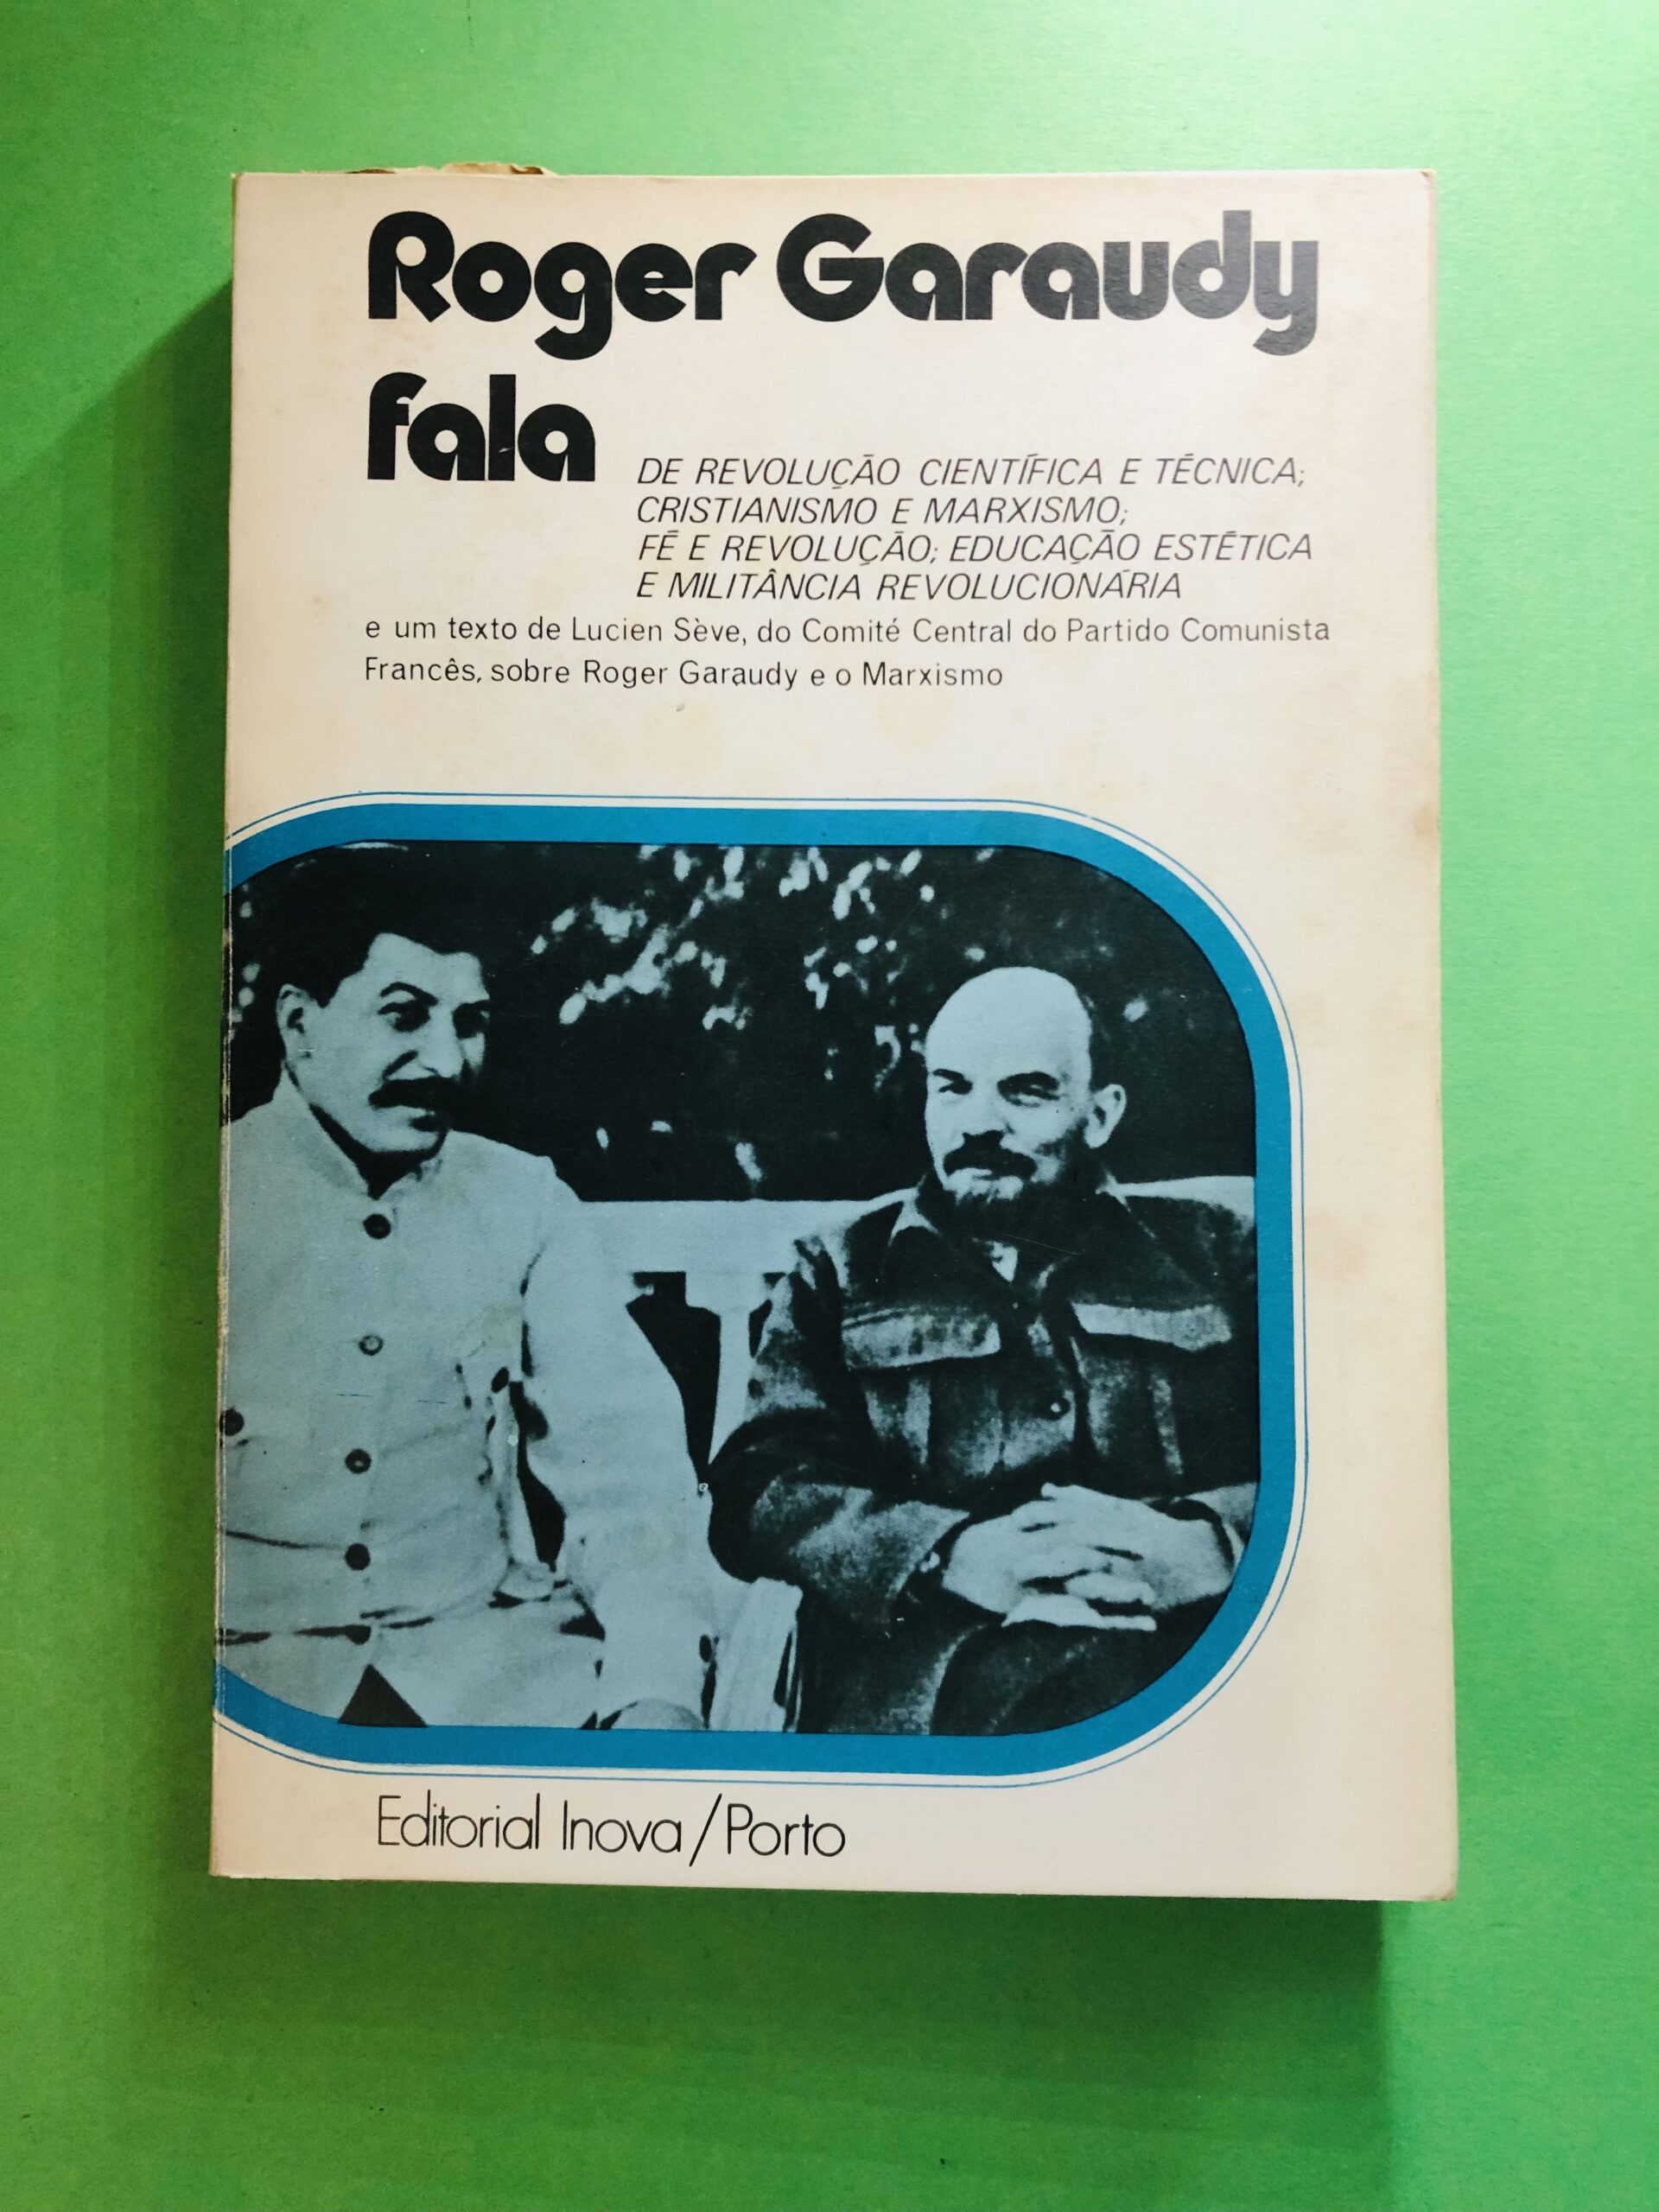 Roger Garaudy
fala
DE REVOLUÇÃO CIENTÍFICA E TÉCNICA;
CRISTIANISMO E MARXISMO;
FÉ E REVOLUÇÃO; EDUCAÇÃO ESTÉTICA
E MILITÂNCIA REVOLUCIONÁRIA
e um texto de Lucien Sève, do Comité Central do Partido Comunista
Francês, sobre Roger Garaudy e o Marxismo
Editorial Inova/Porto